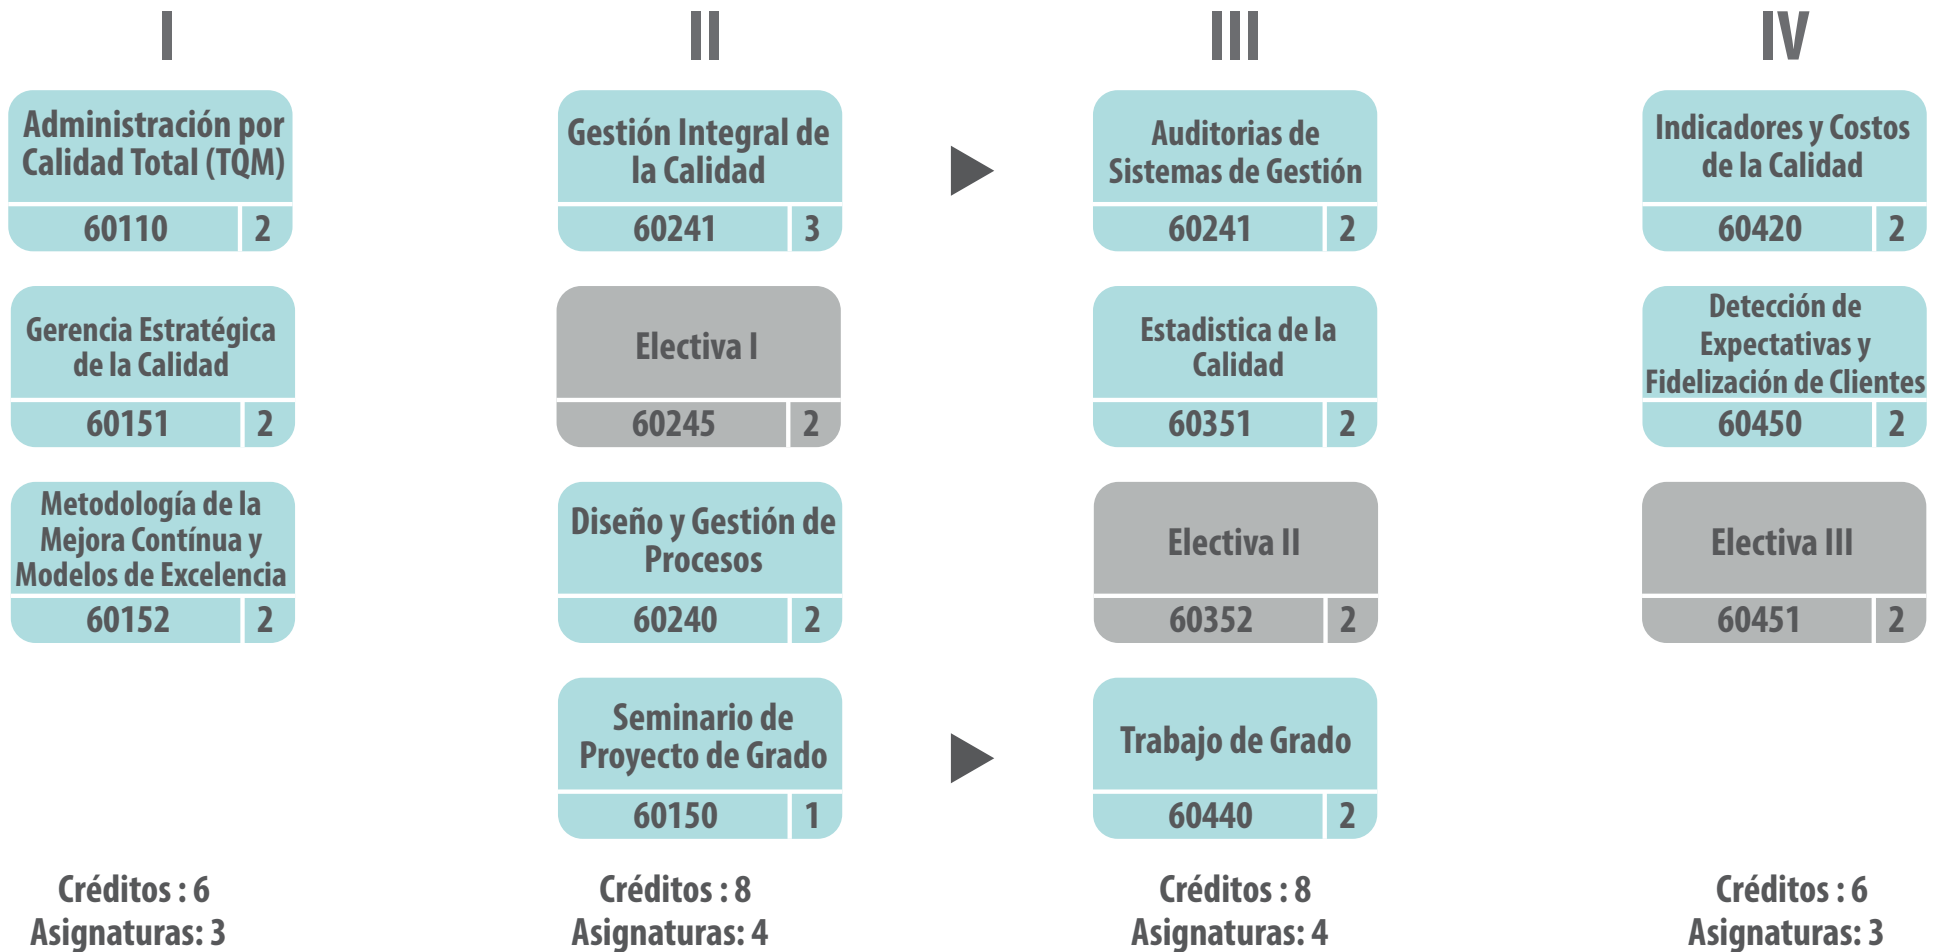 I
Administración por
Calidad Total (TQM)
60110 2
Gerencia Estratégica
de la Calidad
60151 2
Metodología de la
Mejora Contínua y
Modelos de Excelencia
60152 2
Créditos : 6
Asignaturas: 3
II
Gestión Integral de
la Calidad
60241 3
Electiva I
60245 2
Diseño y Gestión de
Procesos
60240 2
Seminario de
Proyecto de Grado
60150 1
Créditos : 8
Asignaturas: 4
III
Auditorias de
Sistemas de Gestión
60241 2
Estadistica de la
Calidad
60351 2
Electiva II
60352 2
Trabajo de Grado
60440 2
Créditos : 8
Asignaturas: 4
IV
Indicadores y Costos
de la Calidad
60420 2
Detección de
Expectativas y
Fidelización de Clientes
60450 2
Electiva III
60451 2
Créditos : 6
Asignaturas: 3